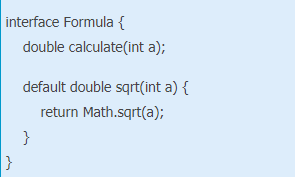 interface Formula {
    double calculate(int a);

    default double sqrt(int a) {
        return Math.sqrt(a);
    }
}